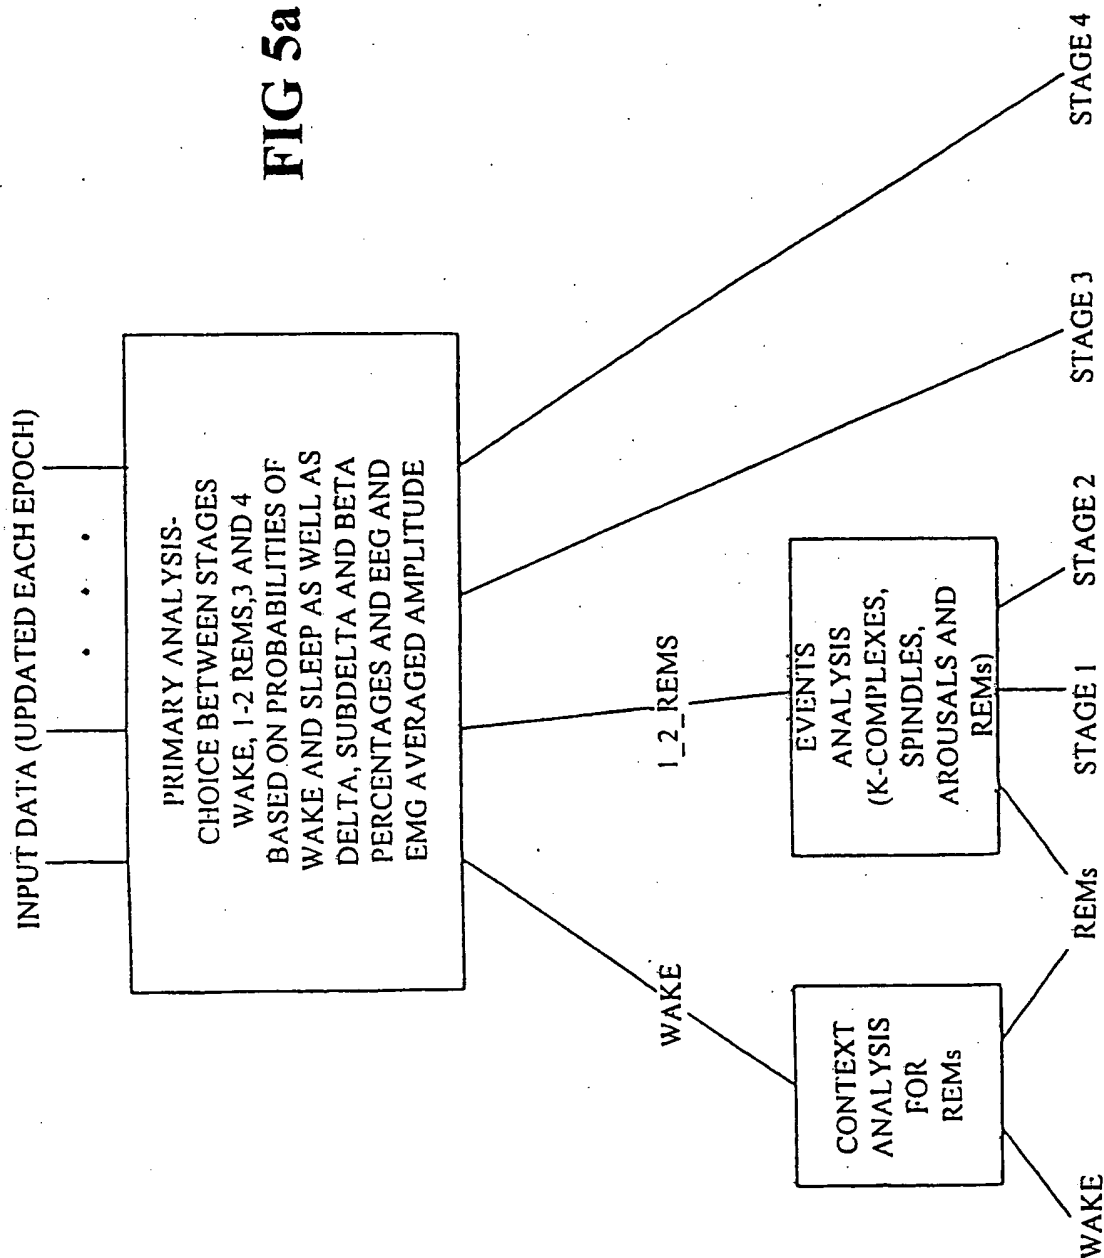 FIG 5a
INPUT DATA (UPDATED EACH EPOCH)
PRIMARY ANALYSIS-
CHOICE BETWEEN STAGES
WAKE, 1-2 REMS,3 AND 4
BASED ON PROBABILITIES OF
WAKE AND SLEEP AS WELL AS
DELTA, SUBDELTA AND BETA
PERCENTAGES AND EEG AND
EMG AVERAGED AMPLITUDE
WAKE
1_2_REMS
CONTEXT
ANALYSIS
FOR
REMs
EVENTS
ANALYSIS
(K-COMPLEXES,
SPINDLES,
AROUSALS AND
REMs)
WAKE
REMs
STAGE 1
STAGE 2
STAGE 3
STAGE 4